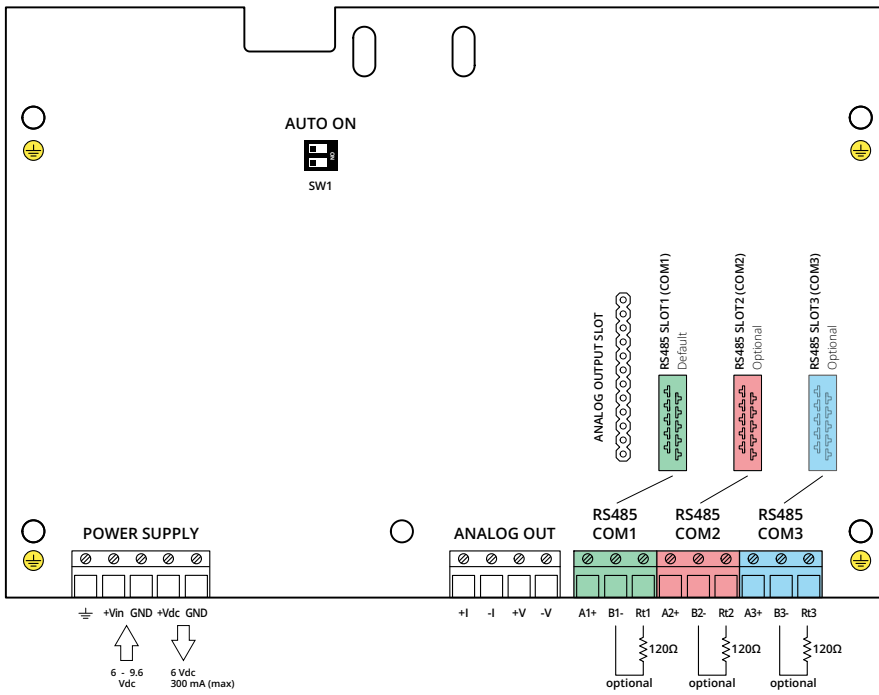 AUTO ON
ON
SW1
ANALOG OUTPUT SLOT
RS485 SLOT1 (COM1)
Default
RS485 SLOT2 (COM2)
Optional
RS485 SLOT3 (COM3)
Optional
POWER SUPPLY
ANALOG OUT
RS485
COM1
RS485
COM2
RS485
COM3
+Vin GND +Vdc GND
+I -I +V -V
A1+ B1- Rt1 A2+ B2- Rt2 A3+ B3- Rt3
6 - 9.6
Vdc
6 Vdc
300 mA (max)
120Ω
optional
120Ω
optional
120Ω
optional